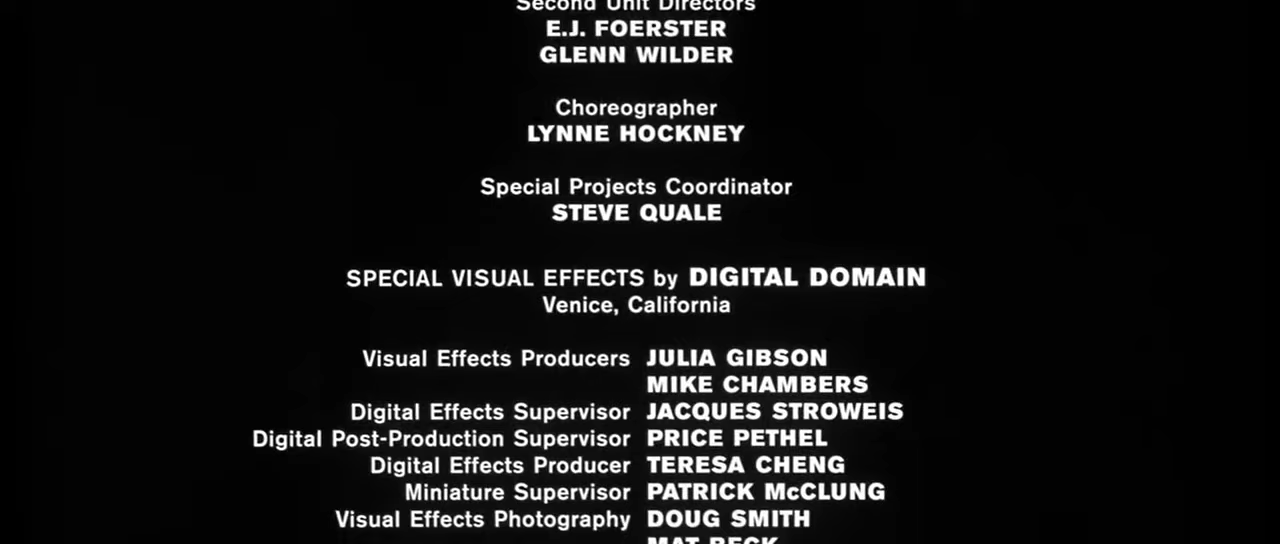 Second Unit Directors
E.J. FOERSTER
GLENN WILDER
Choreographer
LYNNE HOCKNEY
Special Projects Coordinator
STEVE QUALE
SPECIAL VISUAL EFFECTS by DIGITAL DOMAIN
Venice, California
Visual Effects Producers JULIA GIBSON
MIKE CHAMBERS
Digital Effects Supervisor JACQUES STROWEIS
Digital Post-Production Supervisor PRICE PETHEL
Digital Effects Producer TERESA CHENG
Miniature Supervisor PATRICK McCLUNG
Visual Effects Photography DOUG SMITH
MAT BECK